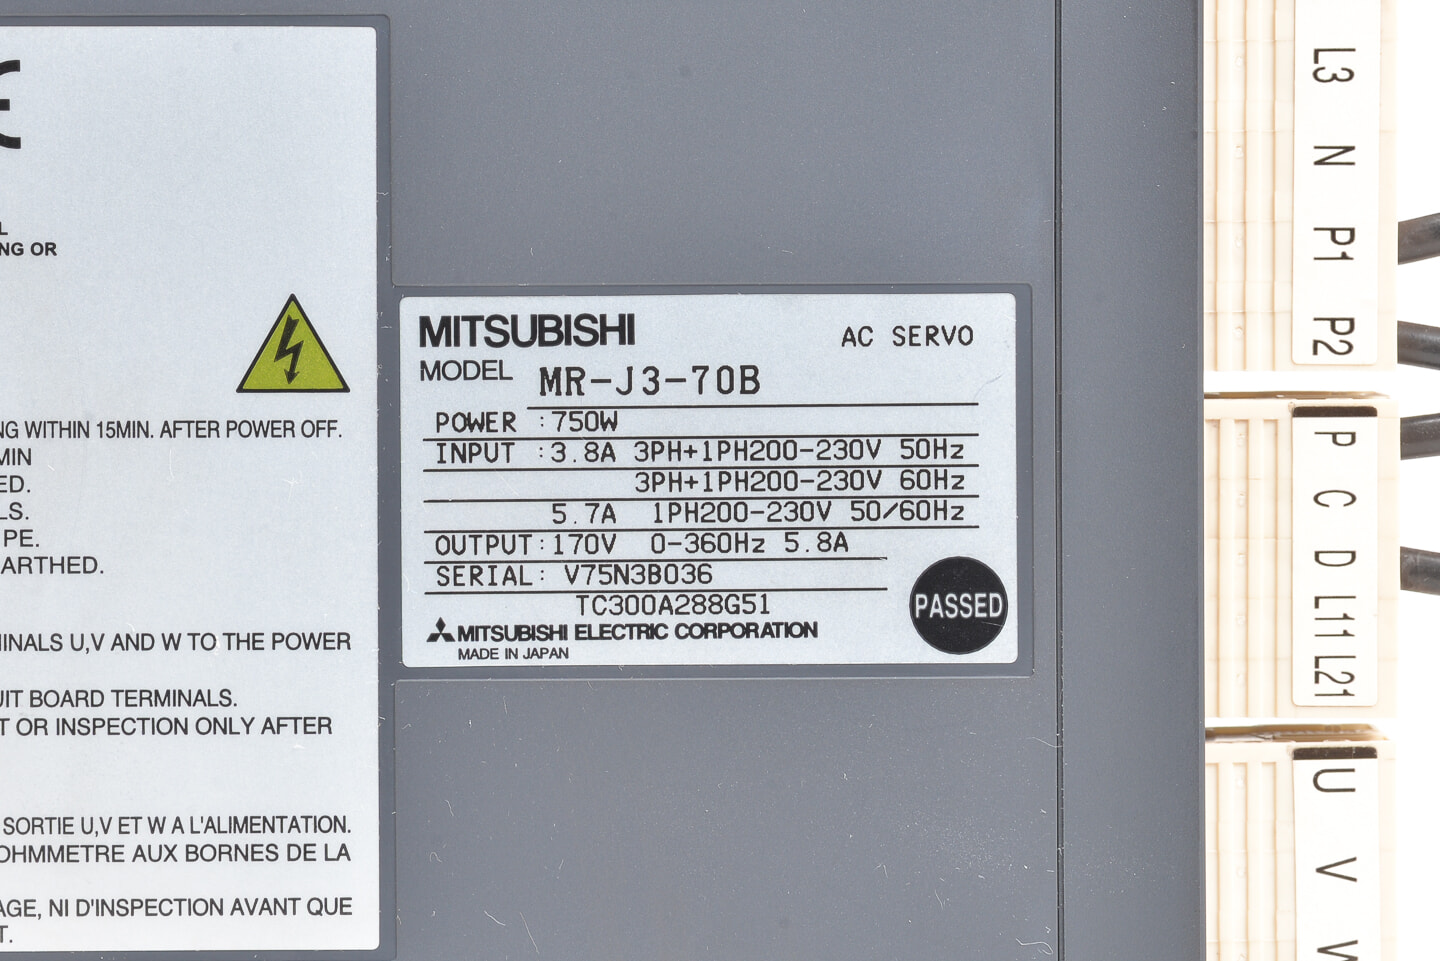 NG OR
NG WITHIN 15MIN. AFTER POWER OFF.
MIN
ED.
LS.
PE.
ARTHED.
INALS U,V AND W TO THE POWER
UIT BOARD TERMINALS.
T OR INSPECTION ONLY AFTER
SORTIE U,V ET W A L'ALIMENTATION.
OHMMETRE AUX BORNES DE LA
AGE, NI D'INSPECTION AVANT QUE
T.
MITSUBISHI AC SERVO
MODEL MR-J3-70B
POWER :750W
INPUT :3.8A 3PH+1PH200-230V 50Hz
3PH+1PH200-230V 60Hz
5.7A 1PH200-230V 50/60Hz
OUTPUT:170V 0-360Hz 5.8A
SERIAL: V75N3B036
TC300A288G51
MITSUBISHI ELECTRIC CORPORATION
MADE IN JAPAN
PASSED
L3
N
P1
P2
P
C
D
L11
L21
U
V